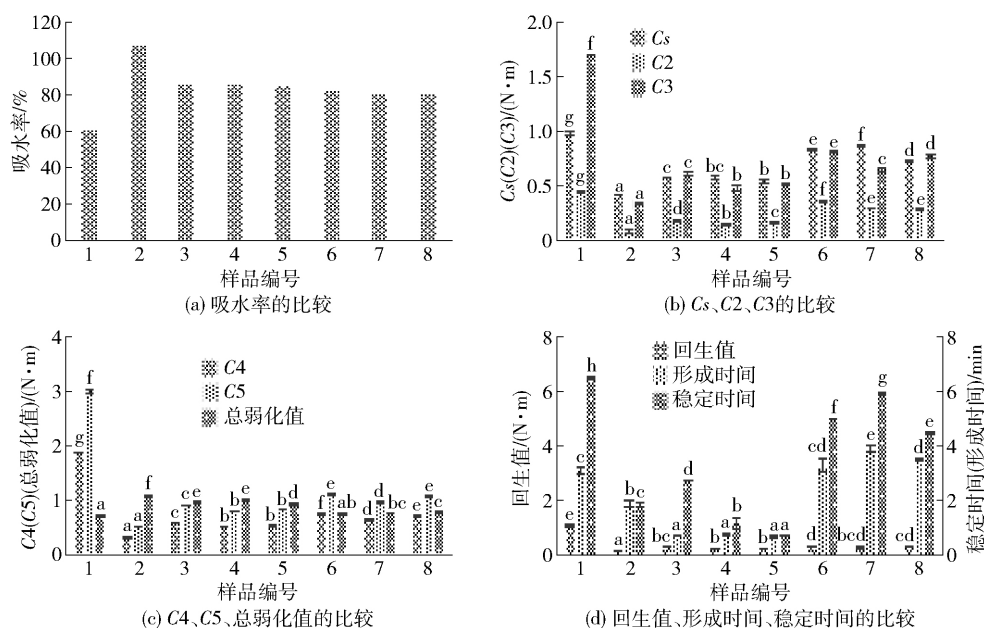 120
100
80
60
40
20
0
吸水率/%
1 2 3 4 5 6 7 8
样品编号
(a) 吸水率的比较
2.0
1.5
1.0
0.5
0
Cs(C2)(C3)/(N·m)
Cs
C2
C3
g g f
a a a
c d c
bc b b
b c b
e f e
f e c
d e d
1 2 3 4 5 6 7 8
样品编号
(b) Cs、C2、C3的比较
4
3
2
1
0
C4(C5)(总弱化值)/(N·m)
C4
C5
总弱化值
g f a
a a f
c c e
b b e
b b d
f e ab
d d bc
e e c
1 2 3 4 5 6 7 8
样品编号
(c) C4、C5、总弱化值的比较
8
6
4
2
0
回生值/(N·m)
回生值
形成时间
稳定时间
e c h
a b c
bc a d
b a b
b a a
d cd f
bcd e g
d d e
8
6
4
2
0
稳定时间(形成时间)/min
1 2 3 4 5 6 7 8
样品编号
(d) 回生值、形成时间、稳定时间的比较